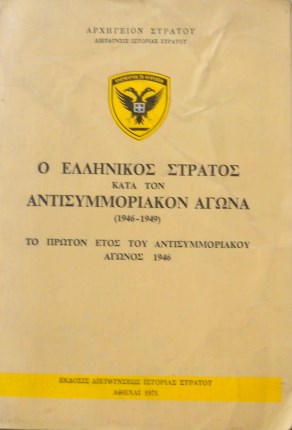 ΑΡΧΗΓΕΙΟΝ ΣΤΡΑΤΟΥ
ΔΙΕΥΘΥΝΣΙΣ ΙΣΤΟΡΙΑΣ ΣΤΡΑΤΟΥ
Ο ΕΛΛΗΝΙΚΟΣ ΣΤΡΑΤΟΣ
ΚΑΤΑ ΤΟΝ
ΑΝΤΙΣΥΜΜΟΡΙΑΚΟΝ ΑΓΩΝΑ
(1946-1949)
ΤΟ ΠΡΩΤΟΝ ΕΤΟΣ ΤΟΥ ΑΝΤΙΣΥΜΜΟΡΙΑΚΟΥ
ΑΓΩΝΟΣ 1946
ΕΚΔΟΣΙΣ ΔΙΕΥΘΥΝΣΕΩΣ ΙΣΤΟΡΙΑΣ ΣΤΡΑΤΟΥ
ΑΘΗΝΑΙ 1971